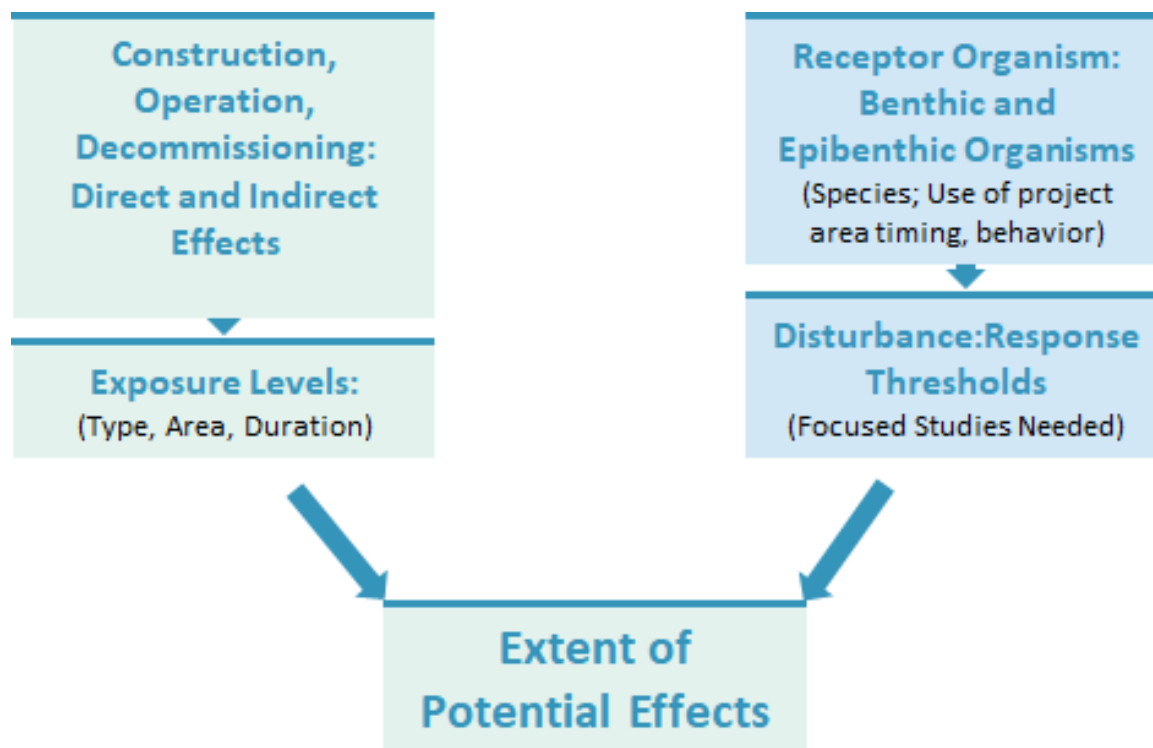 Construction,
Operation,
Decommissioning:
Direct and Indirect
Effects
Exposure Levels:
(Type, Area, Duration)
Receptor Organism:
Benthic and
Epibenthic Organisms
(Species; Use of project
area timing, behavior)
Disturbance:Response
Thresholds
(Focused Studies Needed)
Extent of
Potential Effects